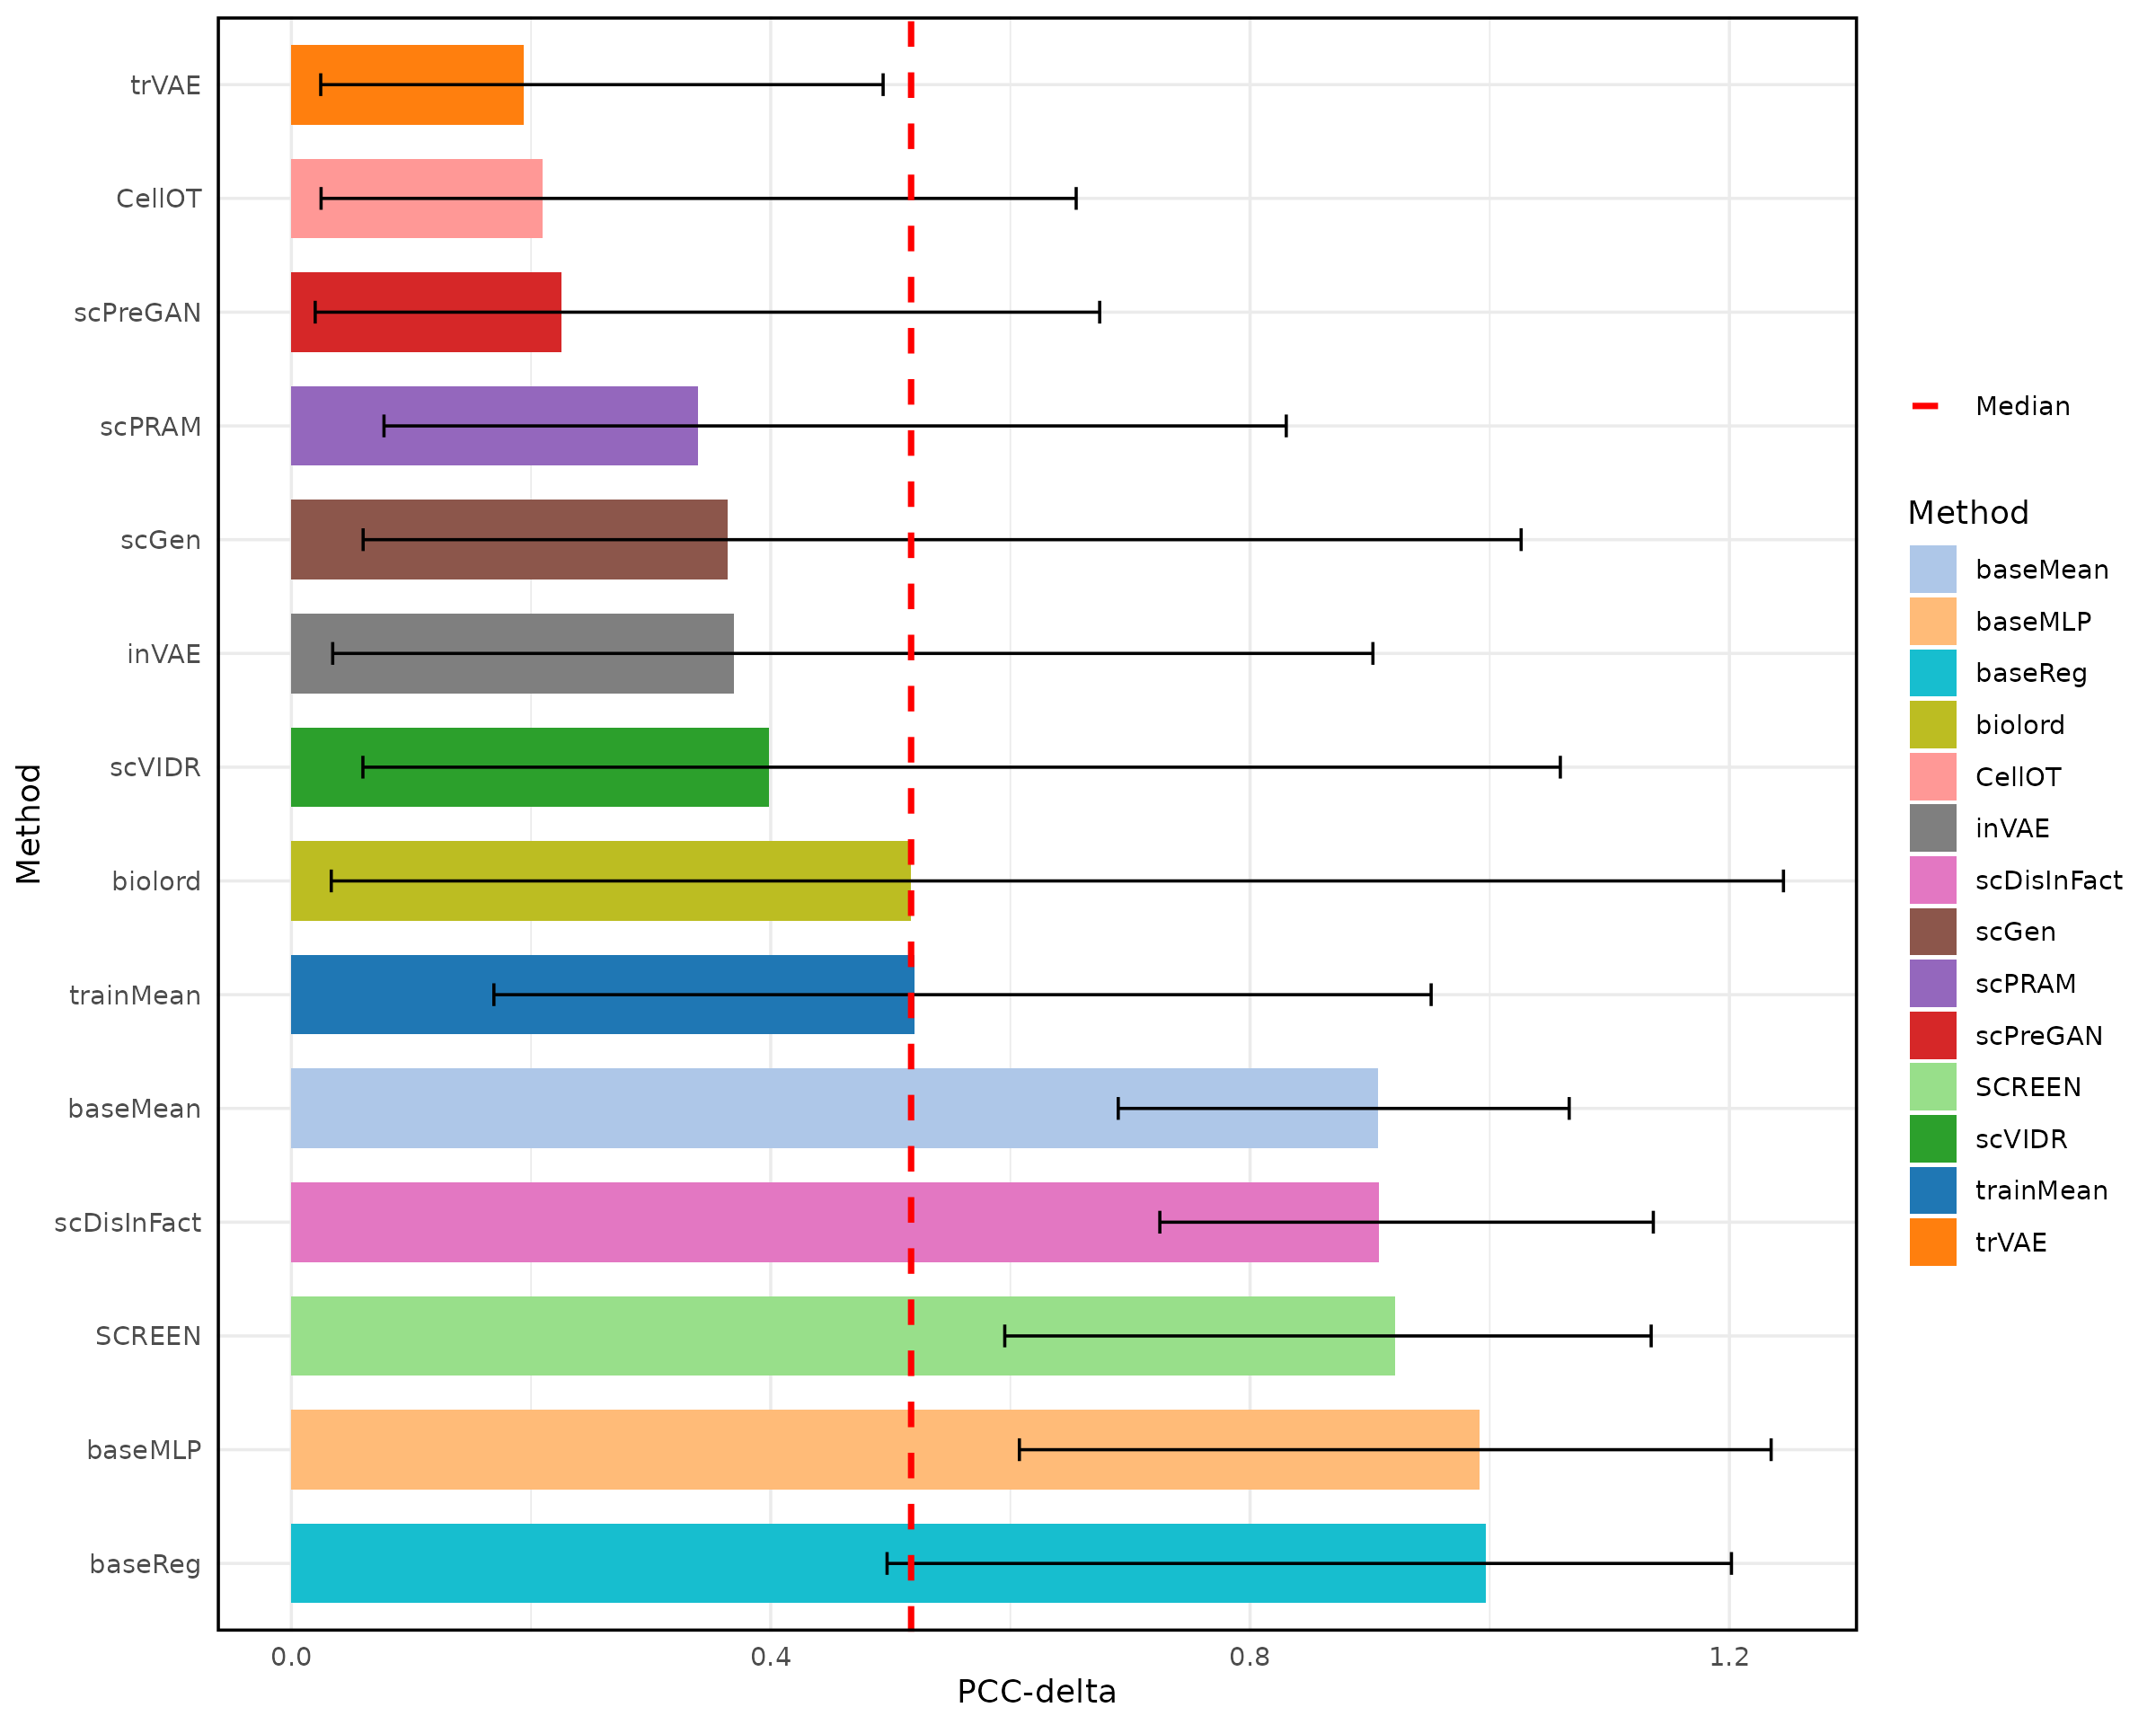 Method
trVAE
CellOT
scPreGAN
scPRAM
scGen
inVAE
scVIDR
biolord
trainMean
baseMean
scDisInFact
SCREEN
baseMLP
baseReg
0.0 0.4 0.8 1.2
PCC-delta
Median
Method
baseMean
baseMLP
baseReg
biolord
CellOT
inVAE
scDisInFact
scGen
scPRAM
scPreGAN
SCREEN
scVIDR
trainMean
trVAE